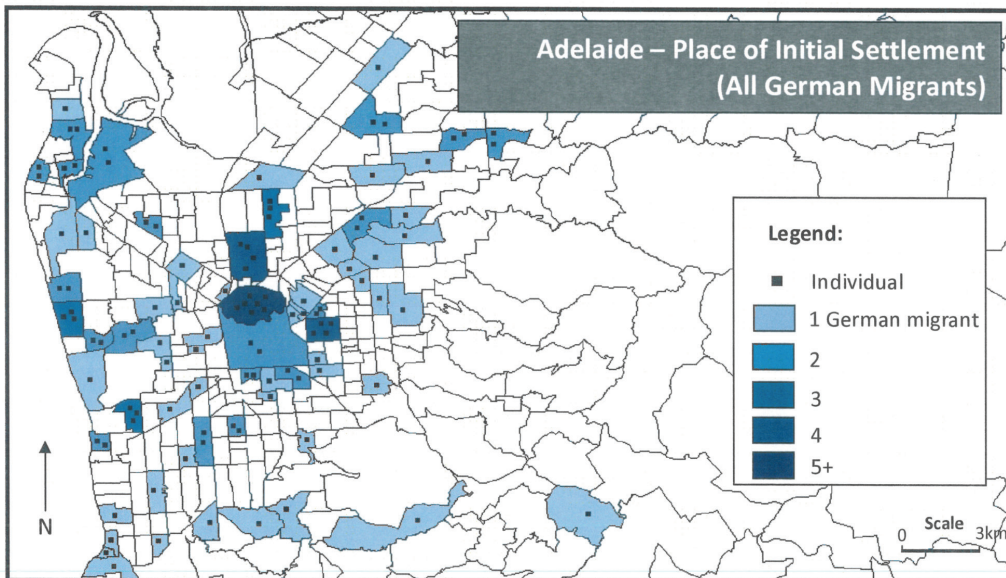 Adelaide – Place of Initial Settlement
(All German Migrants)
Legend:
Individual
1 German migrant
2
3
4
5+
N
Scale
0 3km